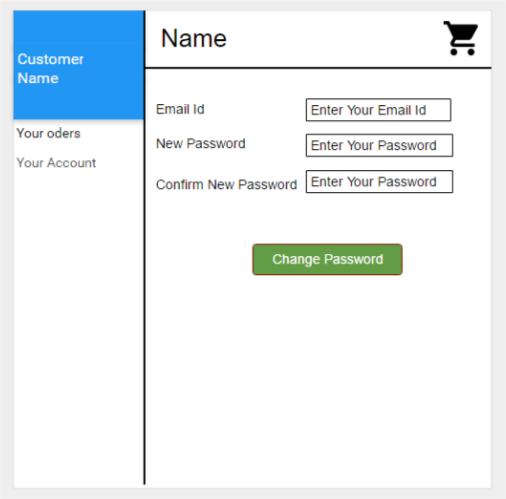 Customer
Name
Your oders
Your Account
Name
Email Id
Enter Your Email Id
New Password
Enter Your Password
Confirm New Password
Enter Your Password
Change Password